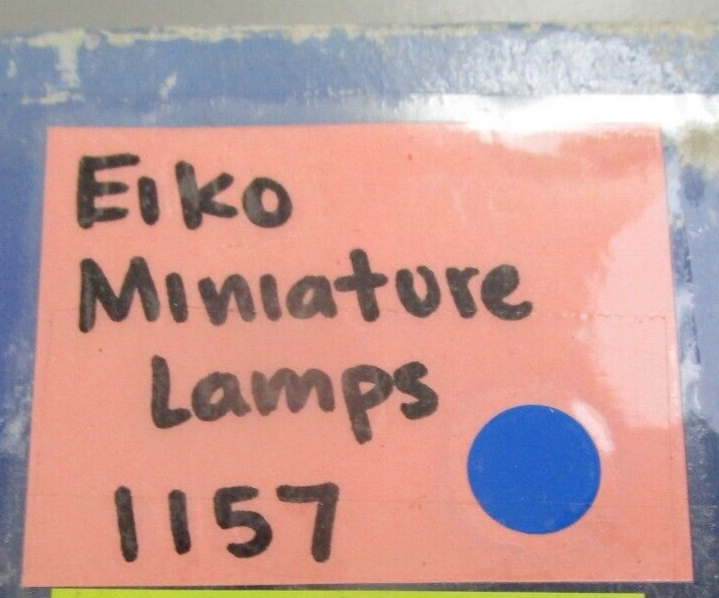 Eiko
Miniature
Lamps
1157